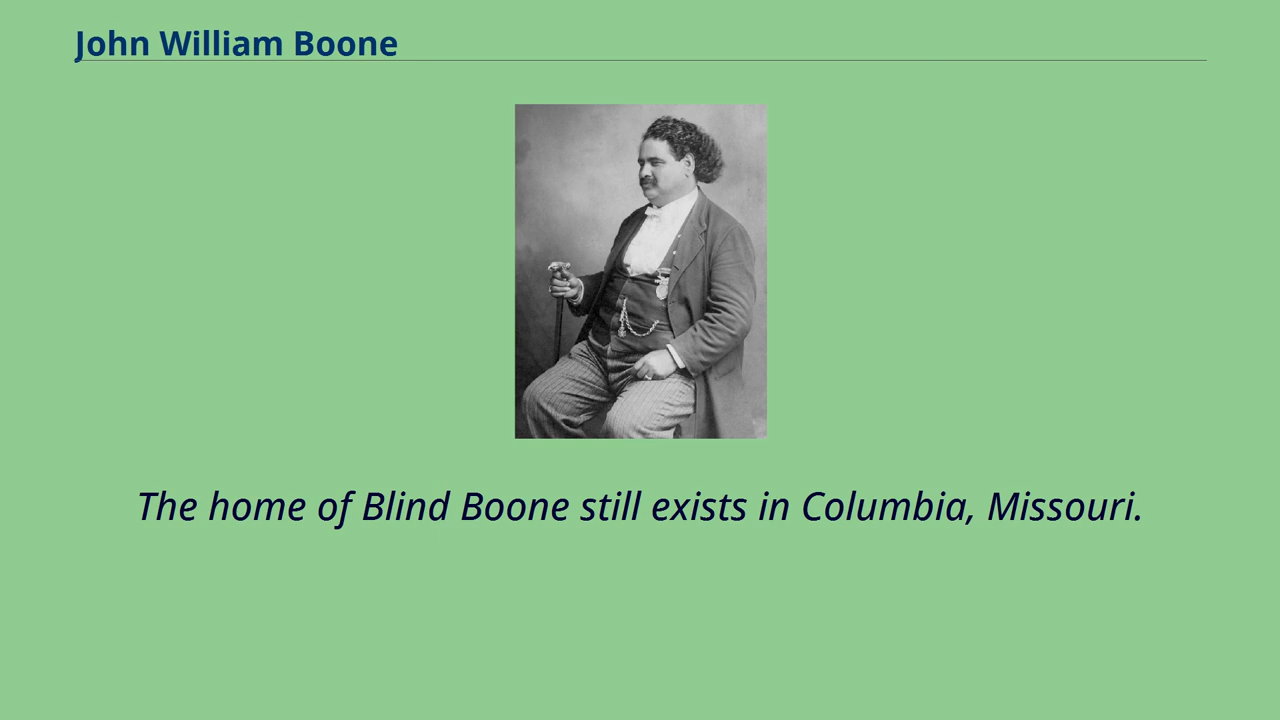 John William Boone
The home of Blind Boone still exists in Columbia, Missouri.